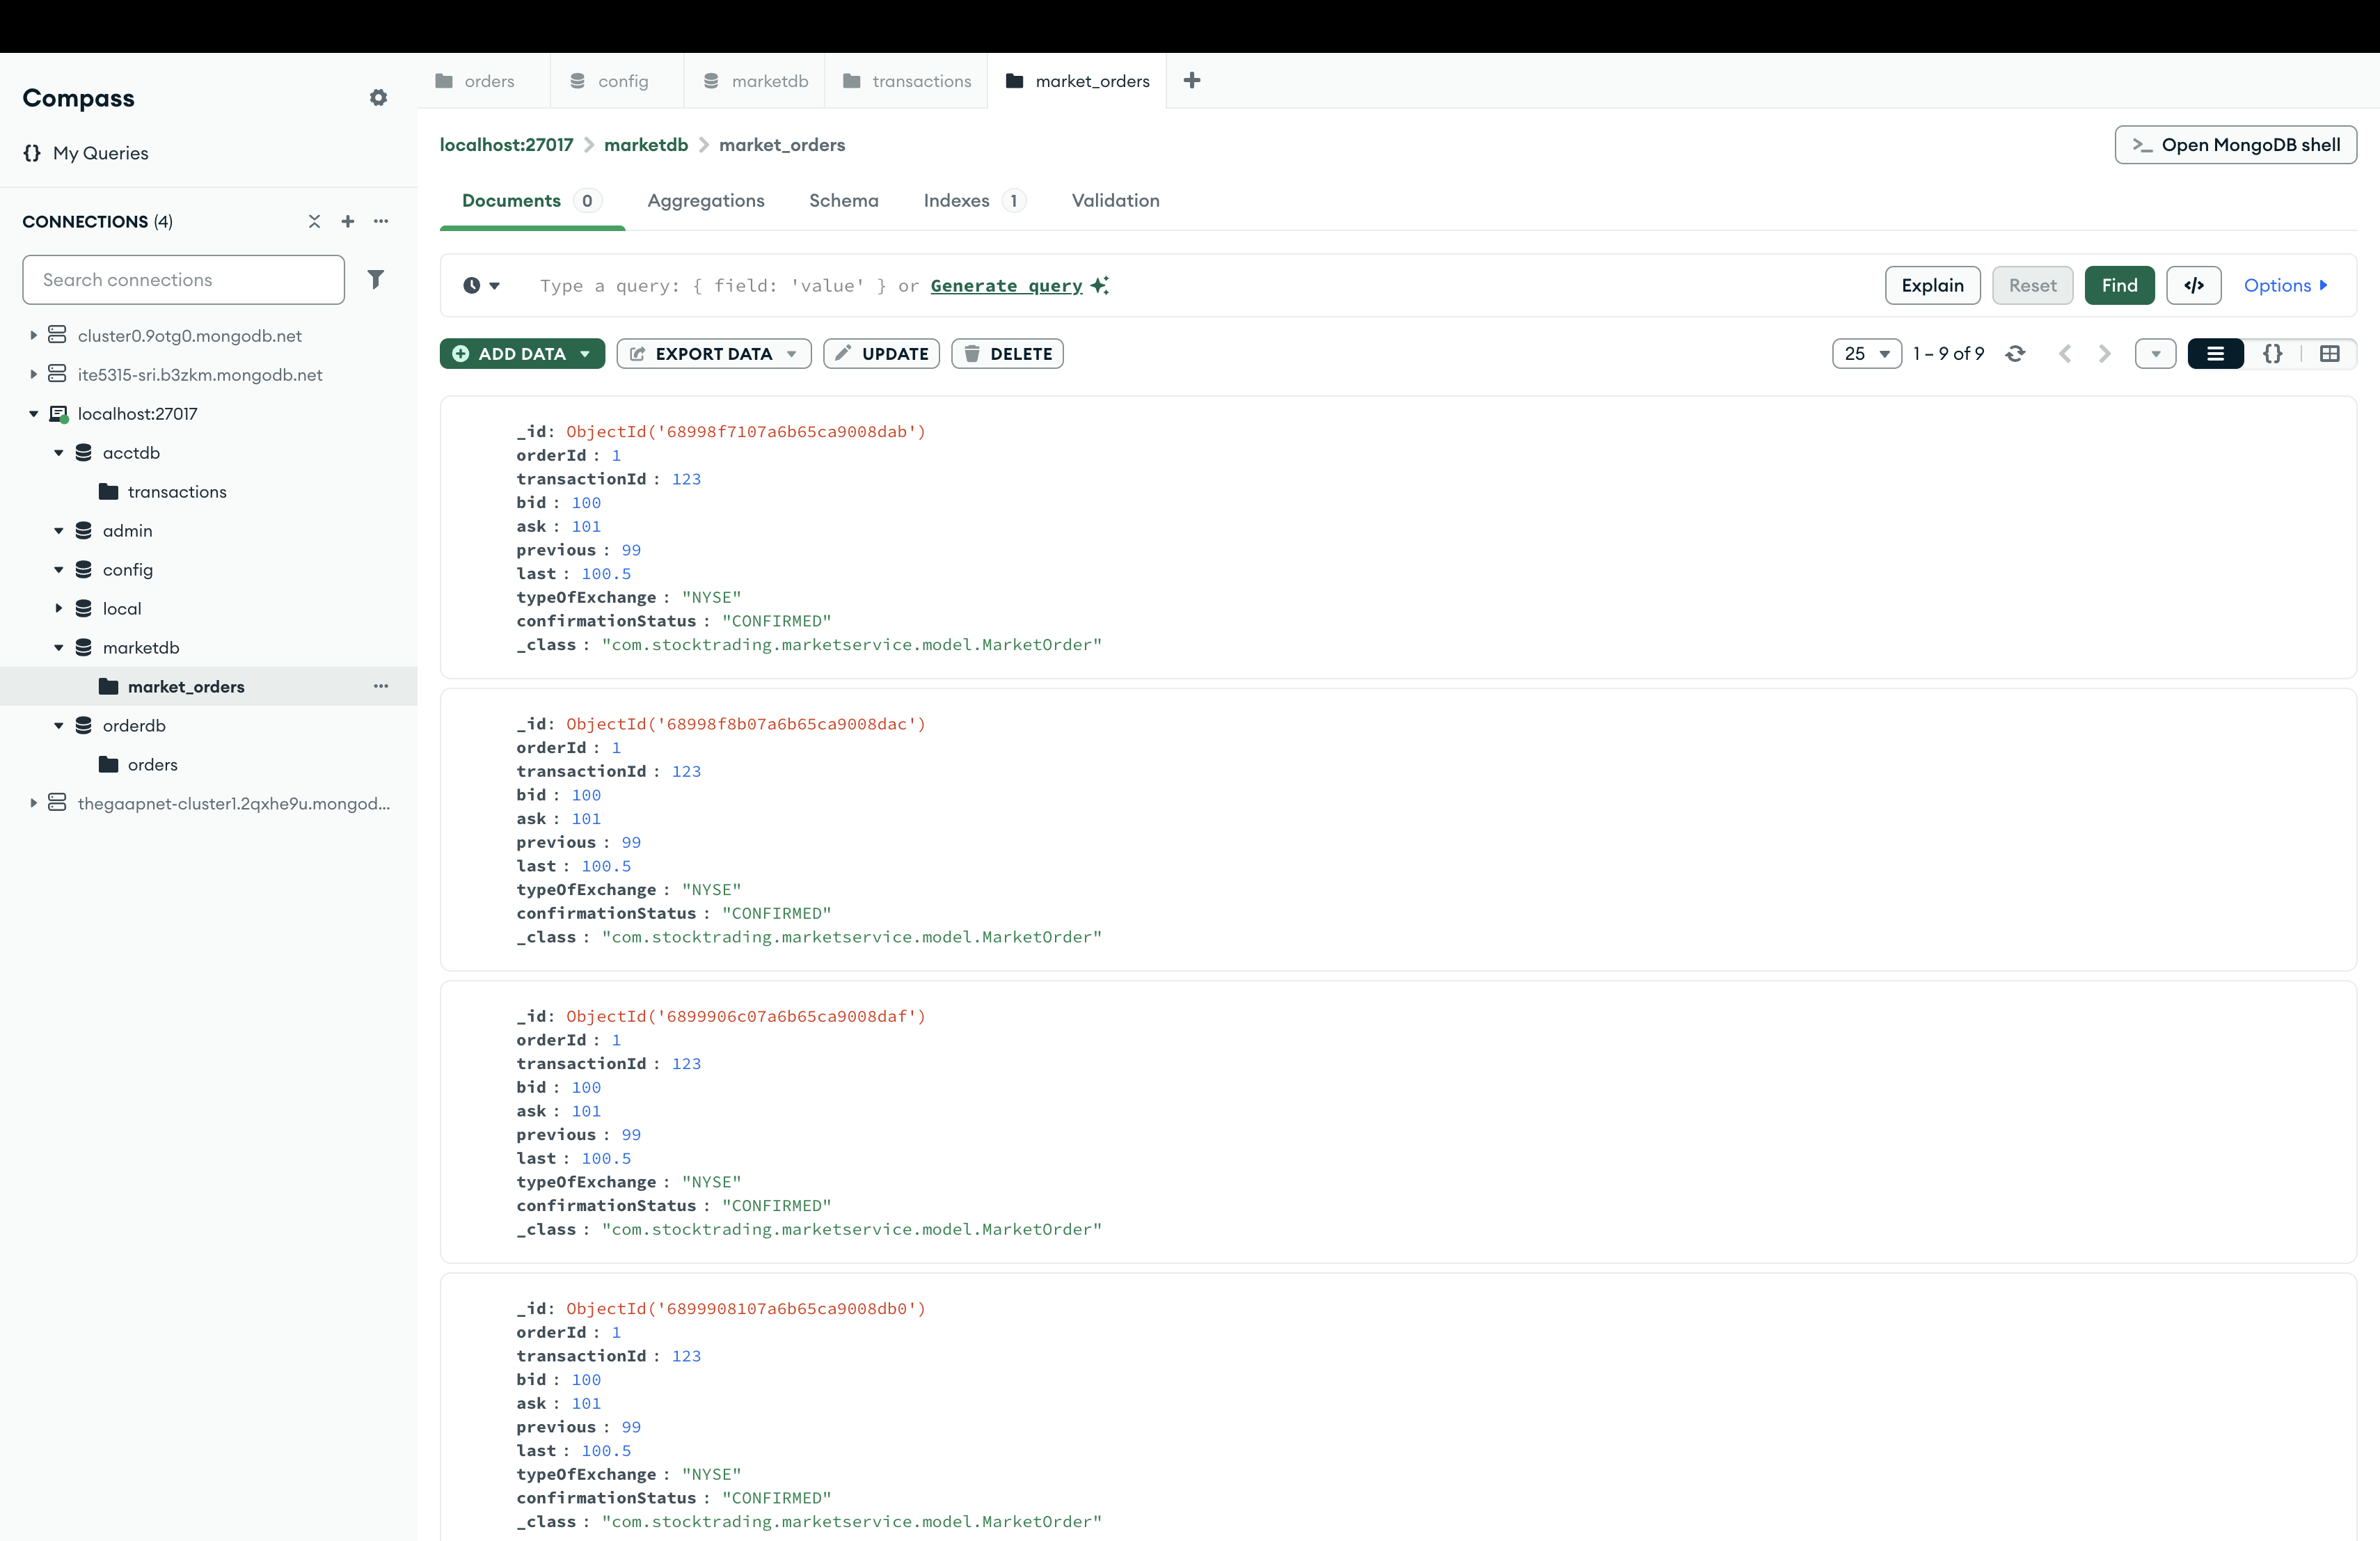 Compass
My Queries
CONNECTIONS (4)
Search connections
cluster0.9otg0.mongodb.net
ite5315-sri.b3zkm.mongodb.net
localhost:27017
acctdb
transactions
admin
config
local
marketdb
market_orders
orderdb
orders
thegaapnet-cluster1.2qxhe9u.mongod...
orders config marketdb transactions market_orders
localhost:27017 > marketdb > market_orders
>_ Open MongoDB shell
Documents 0 Aggregations Schema Indexes 1 Validation
Type a query: { field: 'value' } or Generate query
Explain Reset Find </> Options
ADD DATA EXPORT DATA UPDATE DELETE
25 1 – 9 of 9 {}
_id: ObjectId('68998f7107a6b65ca9008dab')
orderId : 1
transactionId : 123
bid : 100
ask : 101
previous : 99
last : 100.5
typeOfExchange : "NYSE"
confirmationStatus : "CONFIRMED"
_class : "com.stocktrading.marketservice.model.MarketOrder"
_id: ObjectId('68998f8b07a6b65ca9008dac')
orderId : 1
transactionId : 123
bid : 100
ask : 101
previous : 99
last : 100.5
typeOfExchange : "NYSE"
confirmationStatus : "CONFIRMED"
_class : "com.stocktrading.marketservice.model.MarketOrder"
_id: ObjectId('6899906c07a6b65ca9008daf')
orderId : 1
transactionId : 123
bid : 100
ask : 101
previous : 99
last : 100.5
typeOfExchange : "NYSE"
confirmationStatus : "CONFIRMED"
_class : "com.stocktrading.marketservice.model.MarketOrder"
_id: ObjectId('6899908107a6b65ca9008db0')
orderId : 1
transactionId : 123
bid : 100
ask : 101
previous : 99
last : 100.5
typeOfExchange : "NYSE"
confirmationStatus : "CONFIRMED"
_class : "com.stocktrading.marketservice.model.MarketOrder"